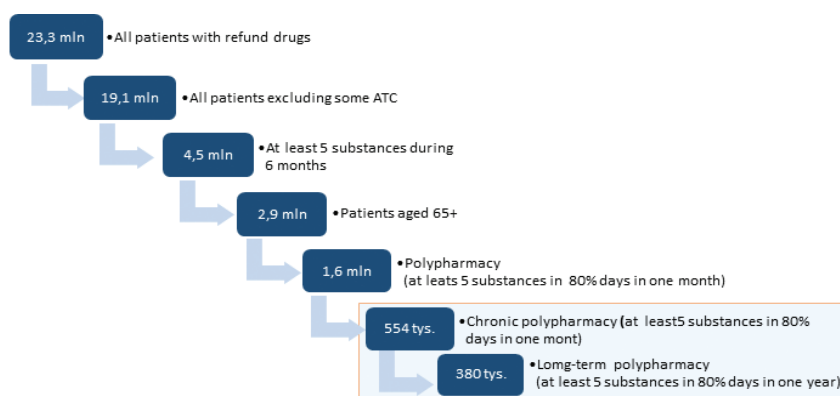 23,3 mln
•All patients with refund drugs
19,1 mln
•All patients excluding some ATC
4,5 mln
•At least 5 substances during
6 months
2,9 mln
•Patients aged 65+
1,6 mln
•Polypharmacy
(at leats 5 substances in 80% days in one month)
554 tys.
•Chronic polypharmacy (at least5 substances in 80%
days in one mont)
380 tys.
•Lomg-term polypharmacy
(at least 5 substances in 80% days in one year)